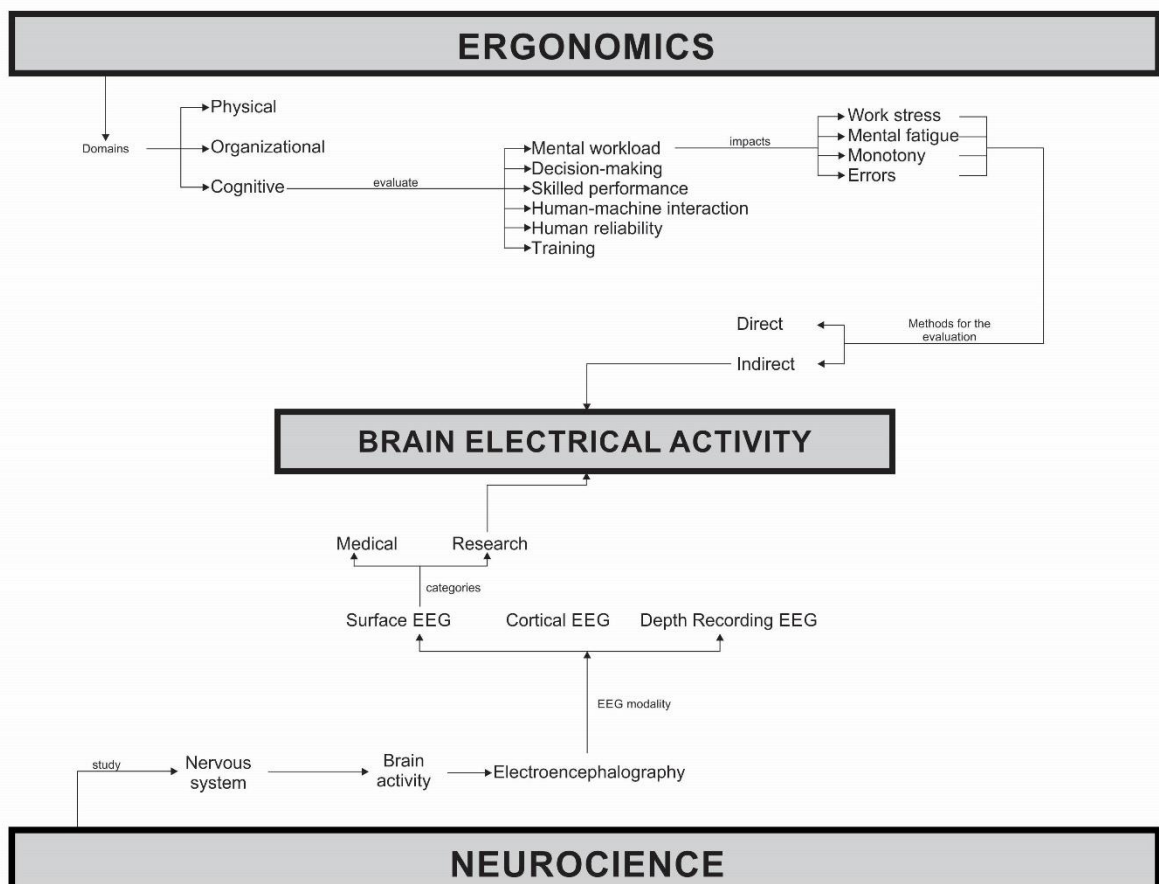 ERGONOMICS
Domains
Physical
Organizational
Cognitive
evaluate
Mental workload
Decision-making
Skilled performance
Human-machine interaction
Human reliability
Training
impacts
Work stress
Mental fatigue
Monotony
Errors
Methods for the
evaluation
Direct
Indirect
BRAIN ELECTRICAL ACTIVITY
Medical
Research
categories
Surface EEG
Cortical EEG
Depth Recording EEG
EEG modality
study
Nervous
system
Brain
activity
Electroencephalography
NEUROCIENCE